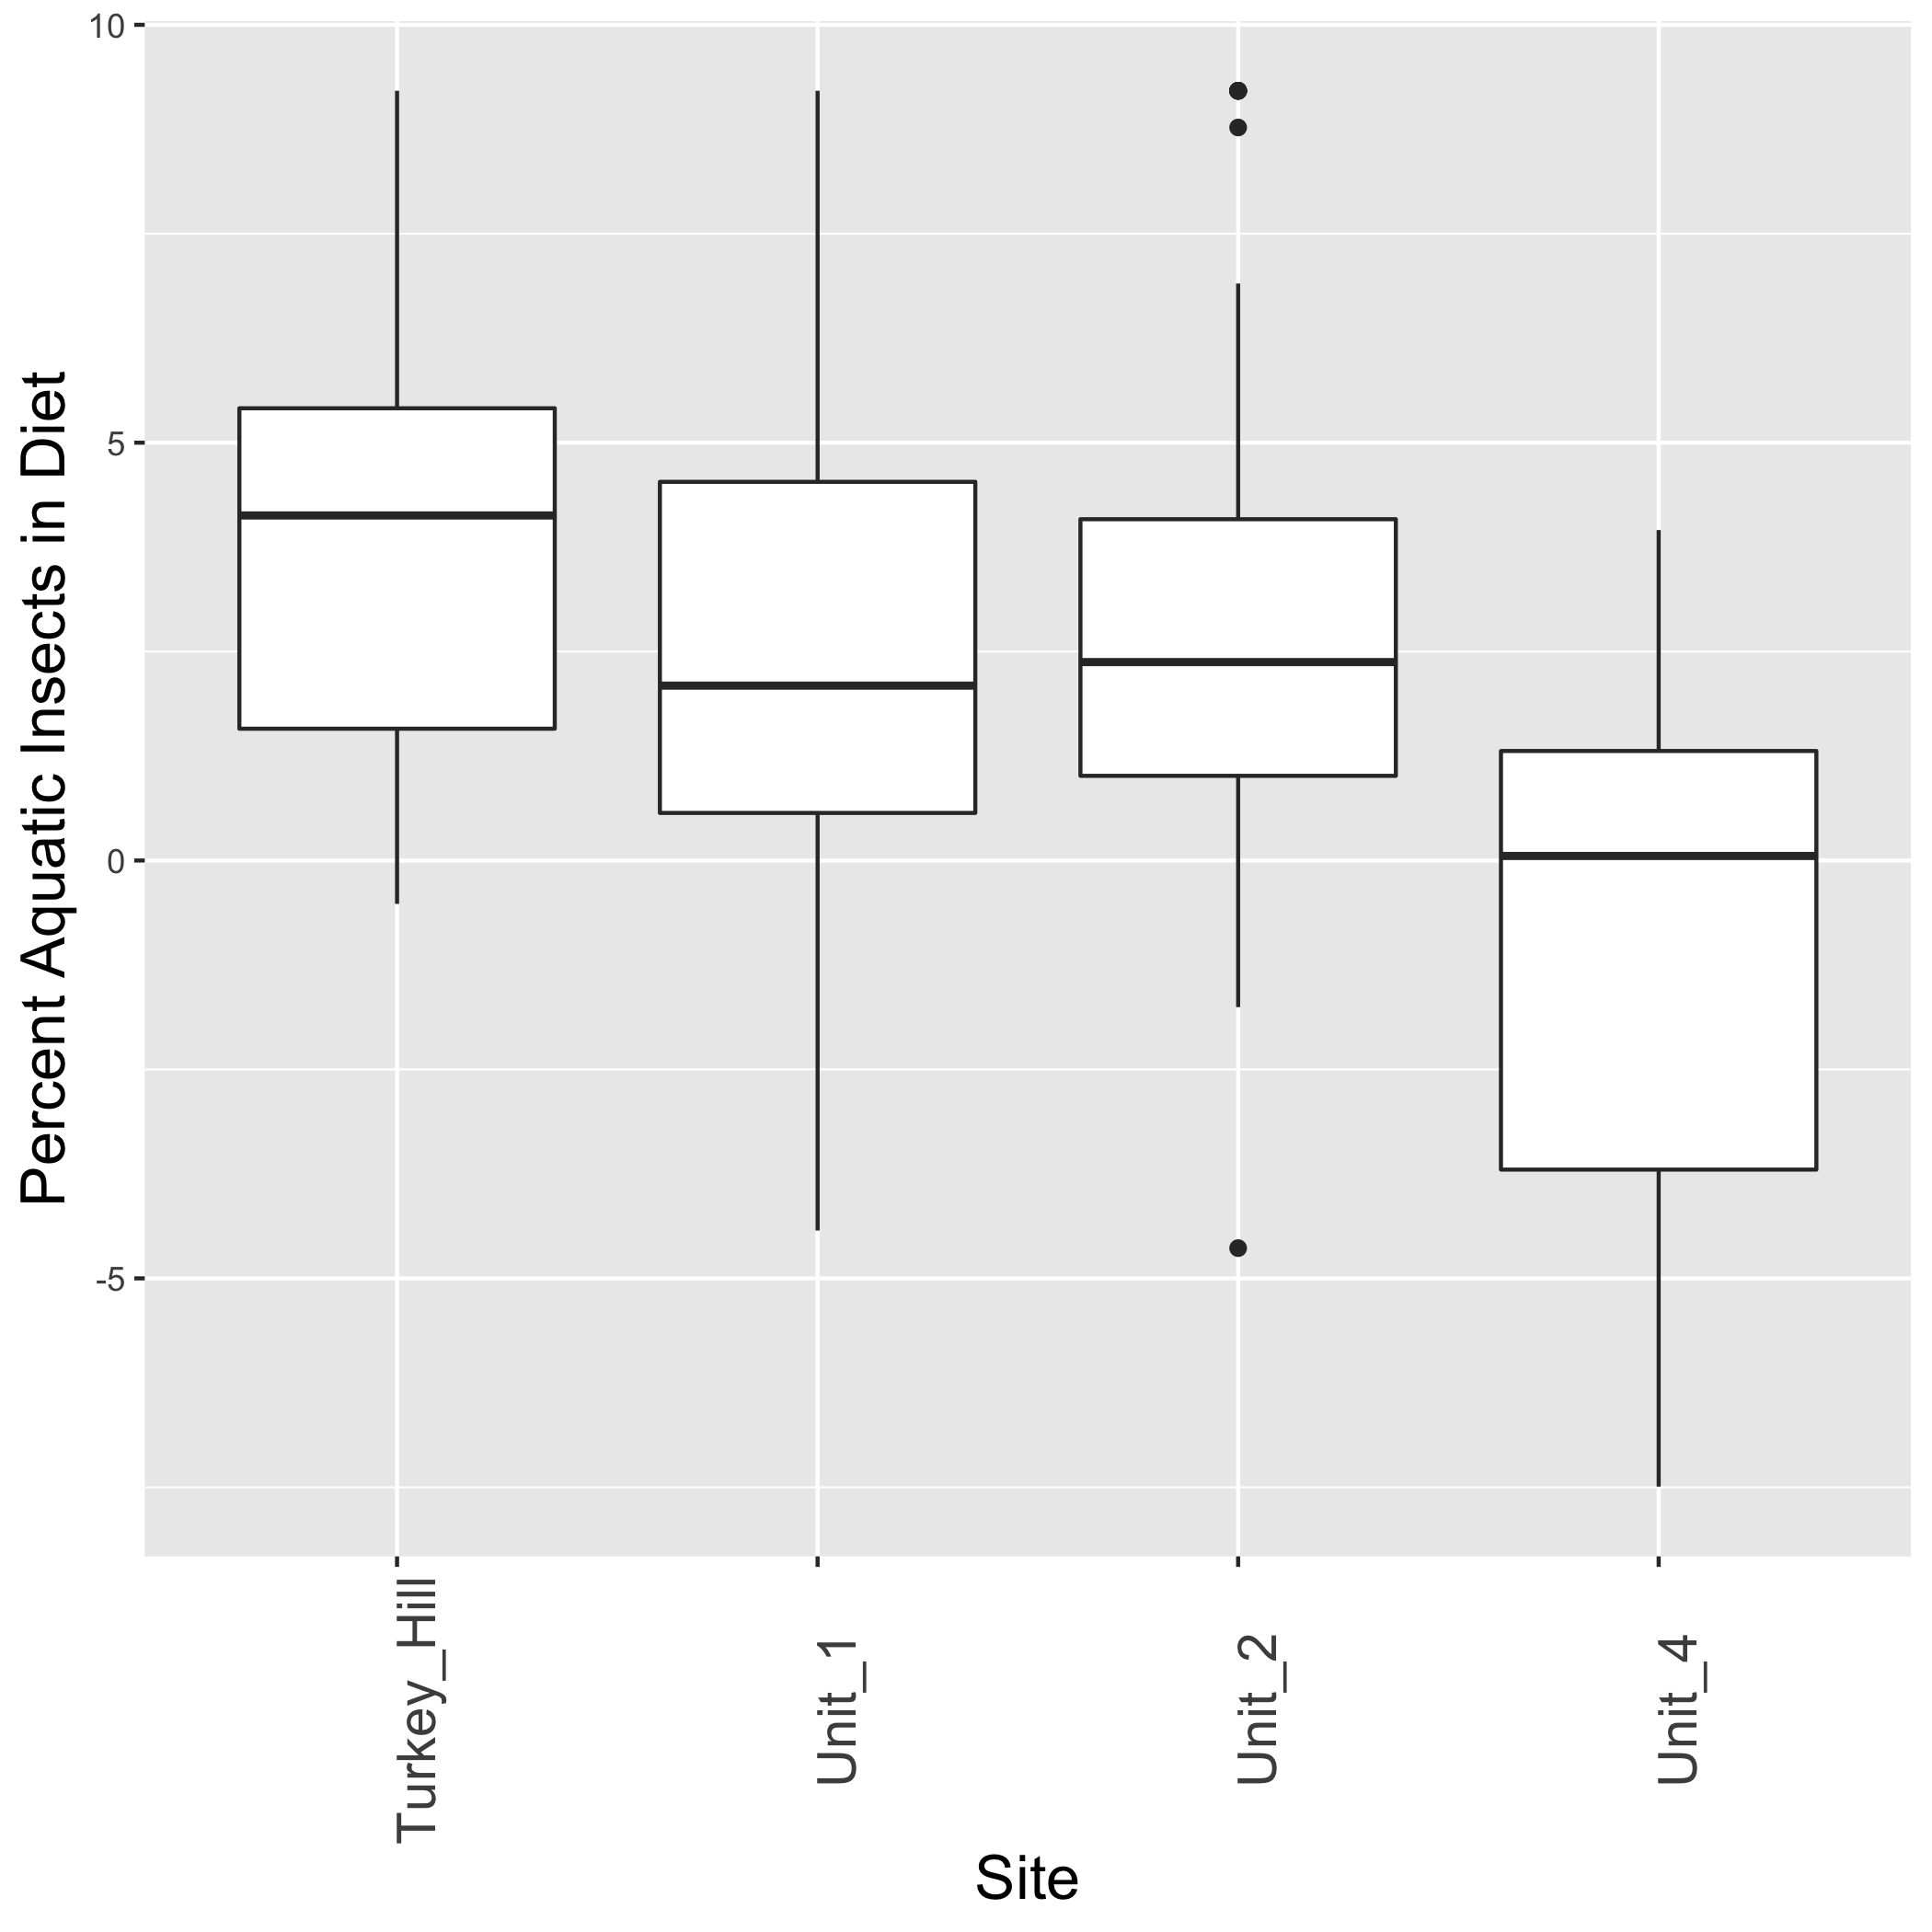 Percent Aquatic Insects in Diet
10
5
0
-5
Turkey_Hill
Unit_1
Unit_2
Unit_4
Site